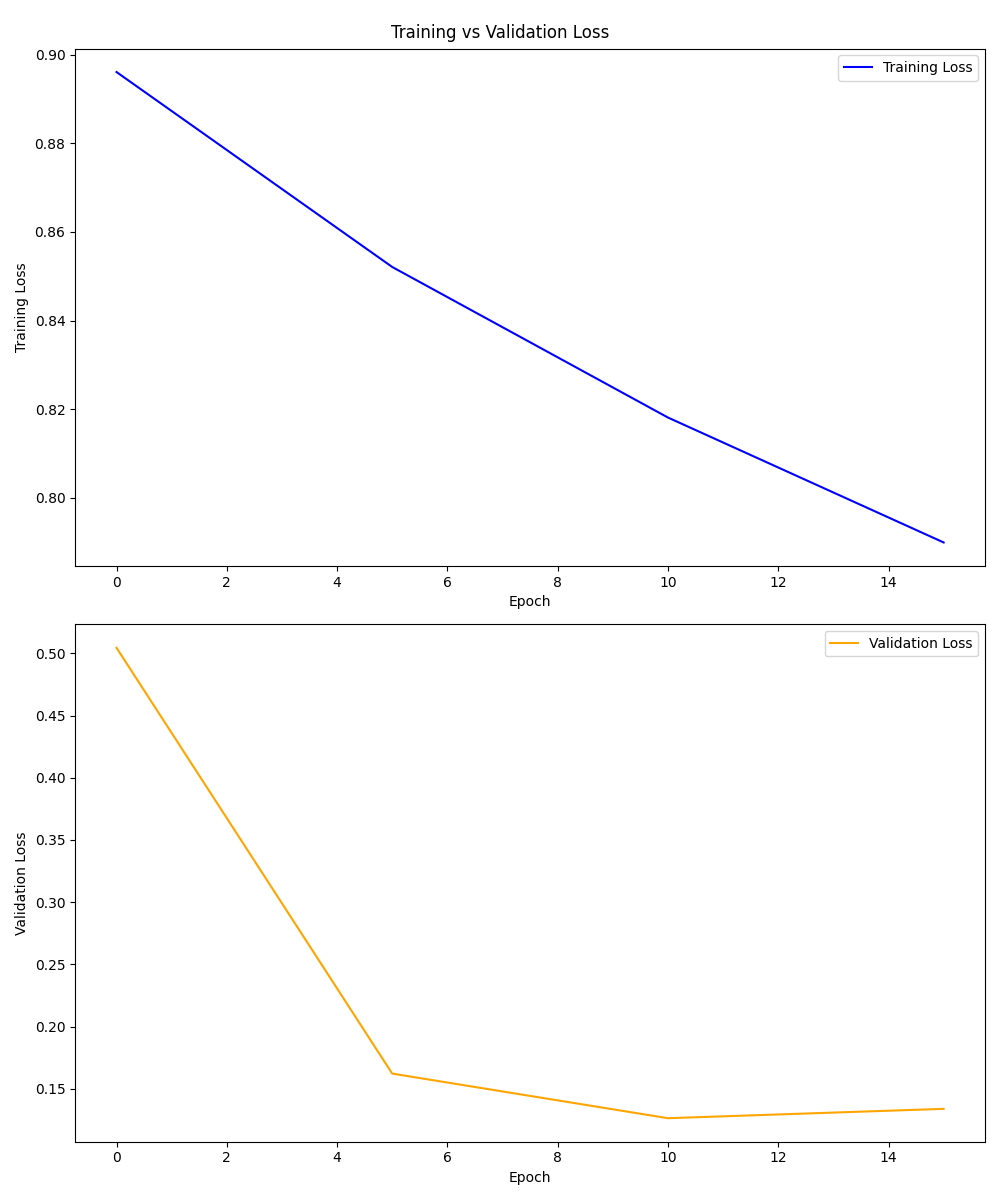 Training vs Validation Loss
Training Loss
0.90
0.88
0.86
0.84
0.82
0.80
Training Loss
0 2 4 6 8 10 12 14
Epoch
Validation Loss
0.50
0.45
0.40
0.35
0.30
0.25
0.20
0.15
Validation Loss
0 2 4 6 8 10 12 14
Epoch